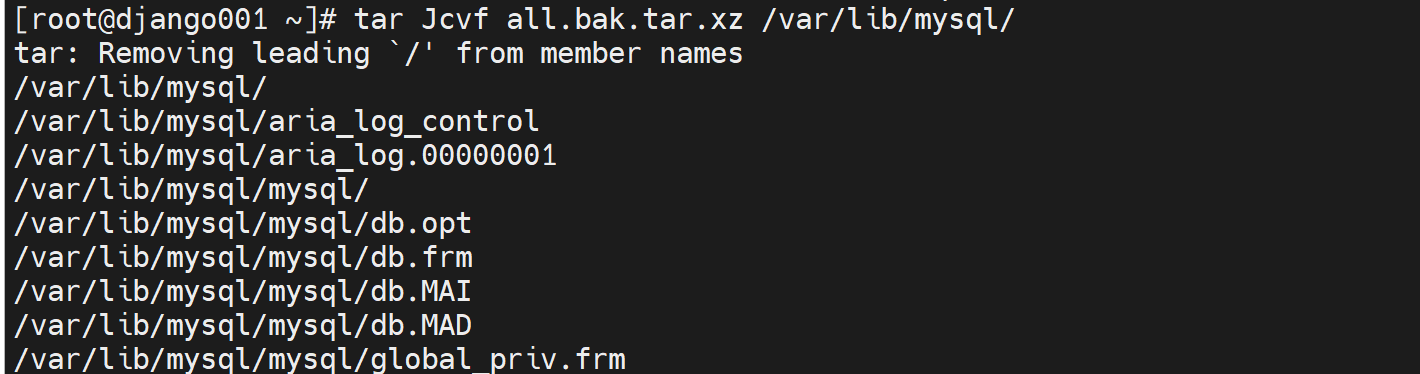 [root@django001 ~]# tar Jcvf all.bak.tar.xz /var/lib/mysql/
tar: Removing leading `/' from member names
/var/lib/mysql/
/var/lib/mysql/aria_log_control
/var/lib/mysql/aria_log.00000001
/var/lib/mysql/mysql/
/var/lib/mysql/mysql/db.opt
/var/lib/mysql/mysql/db.frm
/var/lib/mysql/mysql/db.MAI
/var/lib/mysql/mysql/db.MAD
/var/lib/mysql/mysql/global_priv.frm